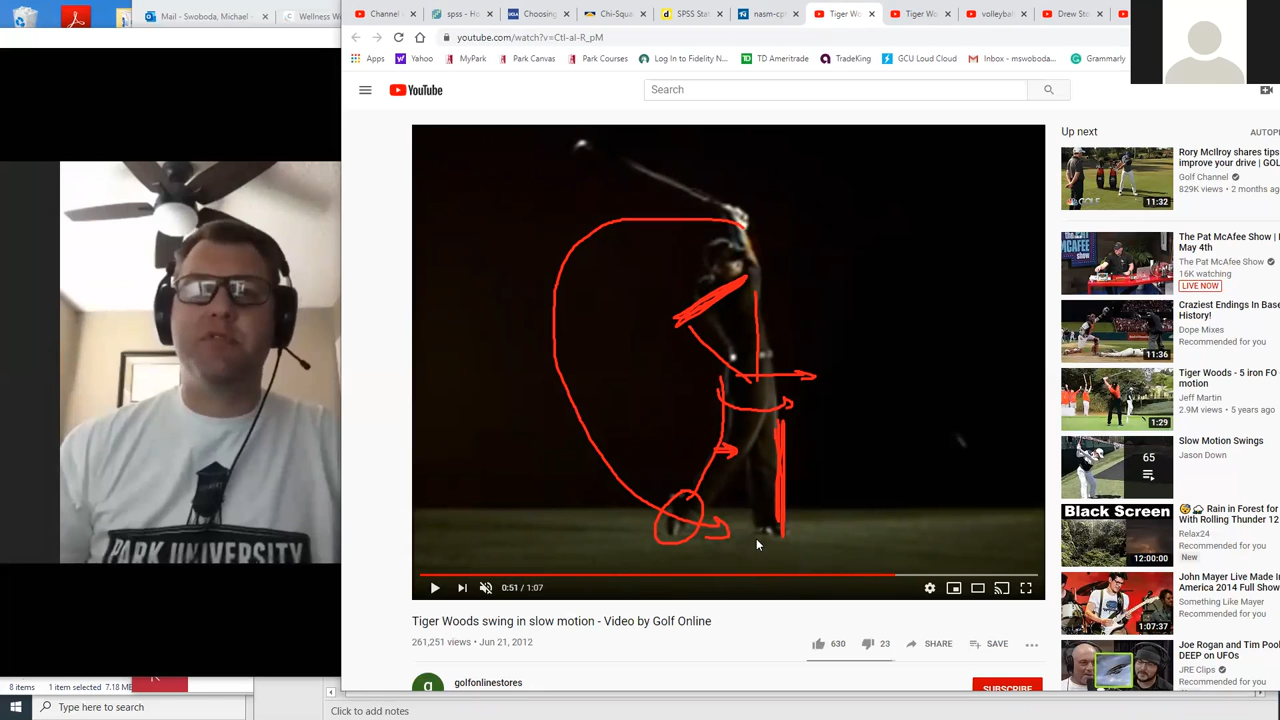 Mail - Swoboda, Michael -
Wellness W
Channel
spss - Ho
Choosing
UCLA
Chi-Squa
SPSS Stat
nasm-cp
Tiger Wo
Tiger Wo
volleybal
Drew Sto
youtube.com/watch?v=CtI-al-R_pM
Apps
Yahoo
MyPark
Park Canvas
Park Courses
Log In to Fidelity N...
TD Ameritrade
TradeKing
GCU Loud Cloud
Inbox - mswoboda...
Grammarly
YouTube
Search
Up next
AUTOPL
Rory McIlroy shares tips
improve your drive | GOL
Golf Channel
829K views • 2 months ag
11:32
The Pat McAfee Show |
May 4th
The Pat McAfee Show
16K watching
LIVE NOW
Craziest Endings In Base
History!
Dope Mixes
Recommended for you
11:36
Tiger Woods - 5 iron FO
motion
Jeff Martin
2.9M views • 5 years ago
1:29
Slow Motion Swings
Jason Down
65
Black Screen
Rain in Forest for
With Rolling Thunder 12
Relax24
Recommended for you
New
12:00:00
John Mayer Live Made In
America 2014 Full Show
Something Like Mayer
Recommended for you
1:07:37
Joe Rogan and Tim Pool
DEEP on UFOs
JRE Clips
Recommended for you
PARK UNIVERSITY
0:51 / 1:07
Tiger Woods swing in slow motion - Video by Golf Online
261,251 views • Jun 21, 2012
630
23
SHARE
SAVE
...
g
golfonlinestores
SUBSCRIBE
8 items
1 item selected
7.18 MB
Type here to search
Click to add notes